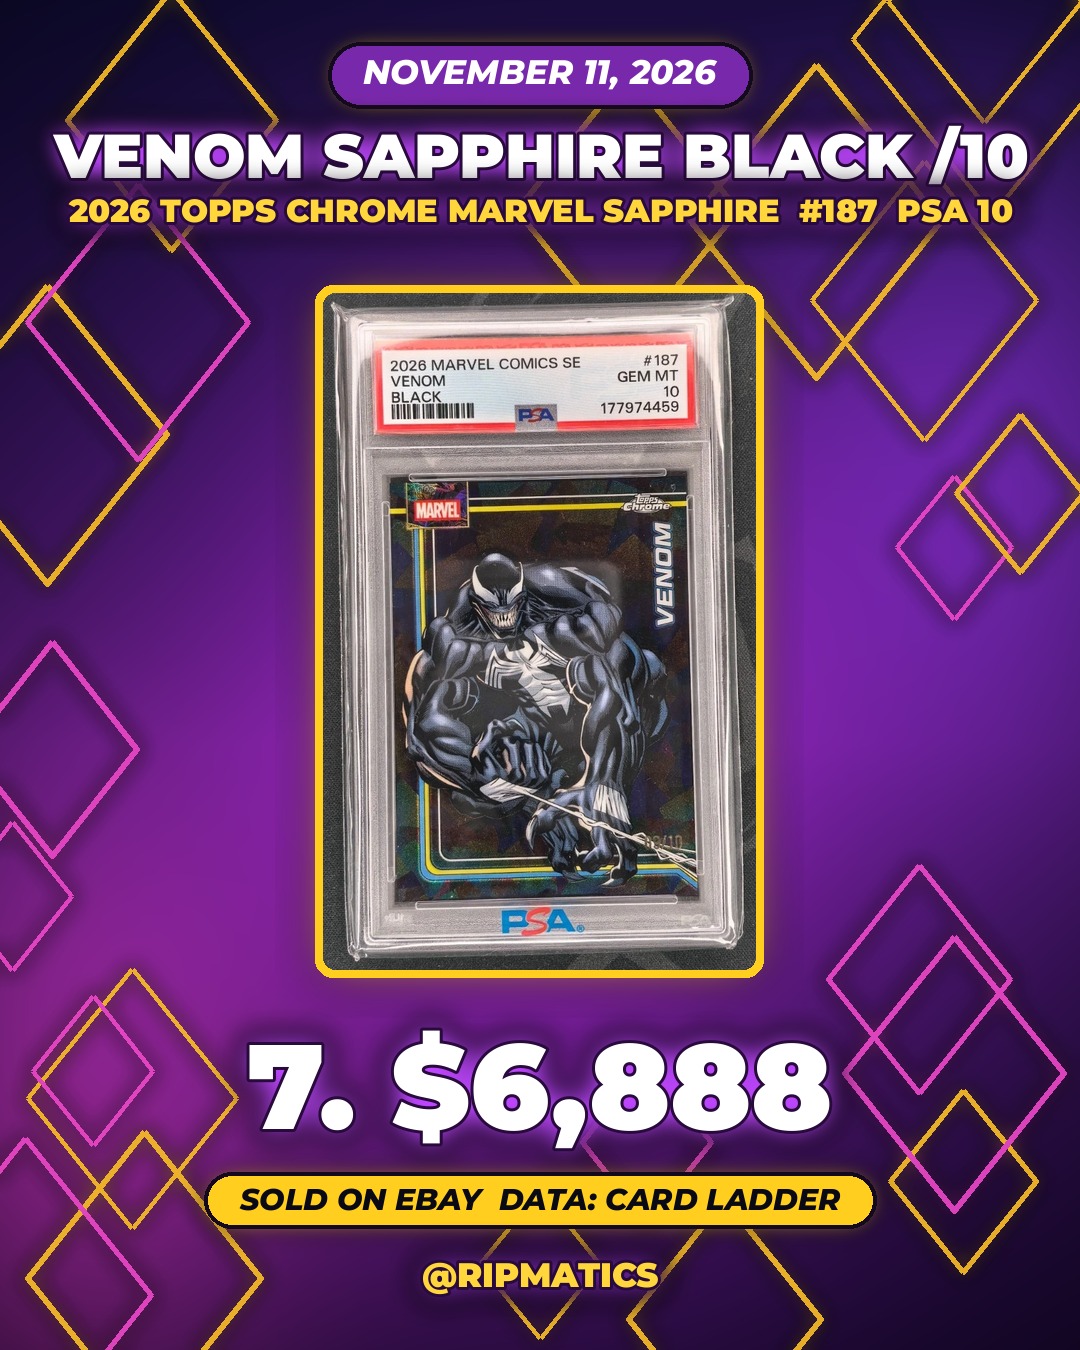 NOVEMBER 11, 2026
VENOM SAPPHIRE BLACK /10
2026 TOPPS CHROME MARVEL SAPPHIRE #187 PSA 10
2026 MARVEL COMICS SE #187
VENOM GEM MT
BLACK 10
PSA 177974459
MARVEL
Topps
Chrome
VENOM
PSA
7. $6,888
SOLD ON EBAY DATA: CARD LADDER
@RIPMATICS